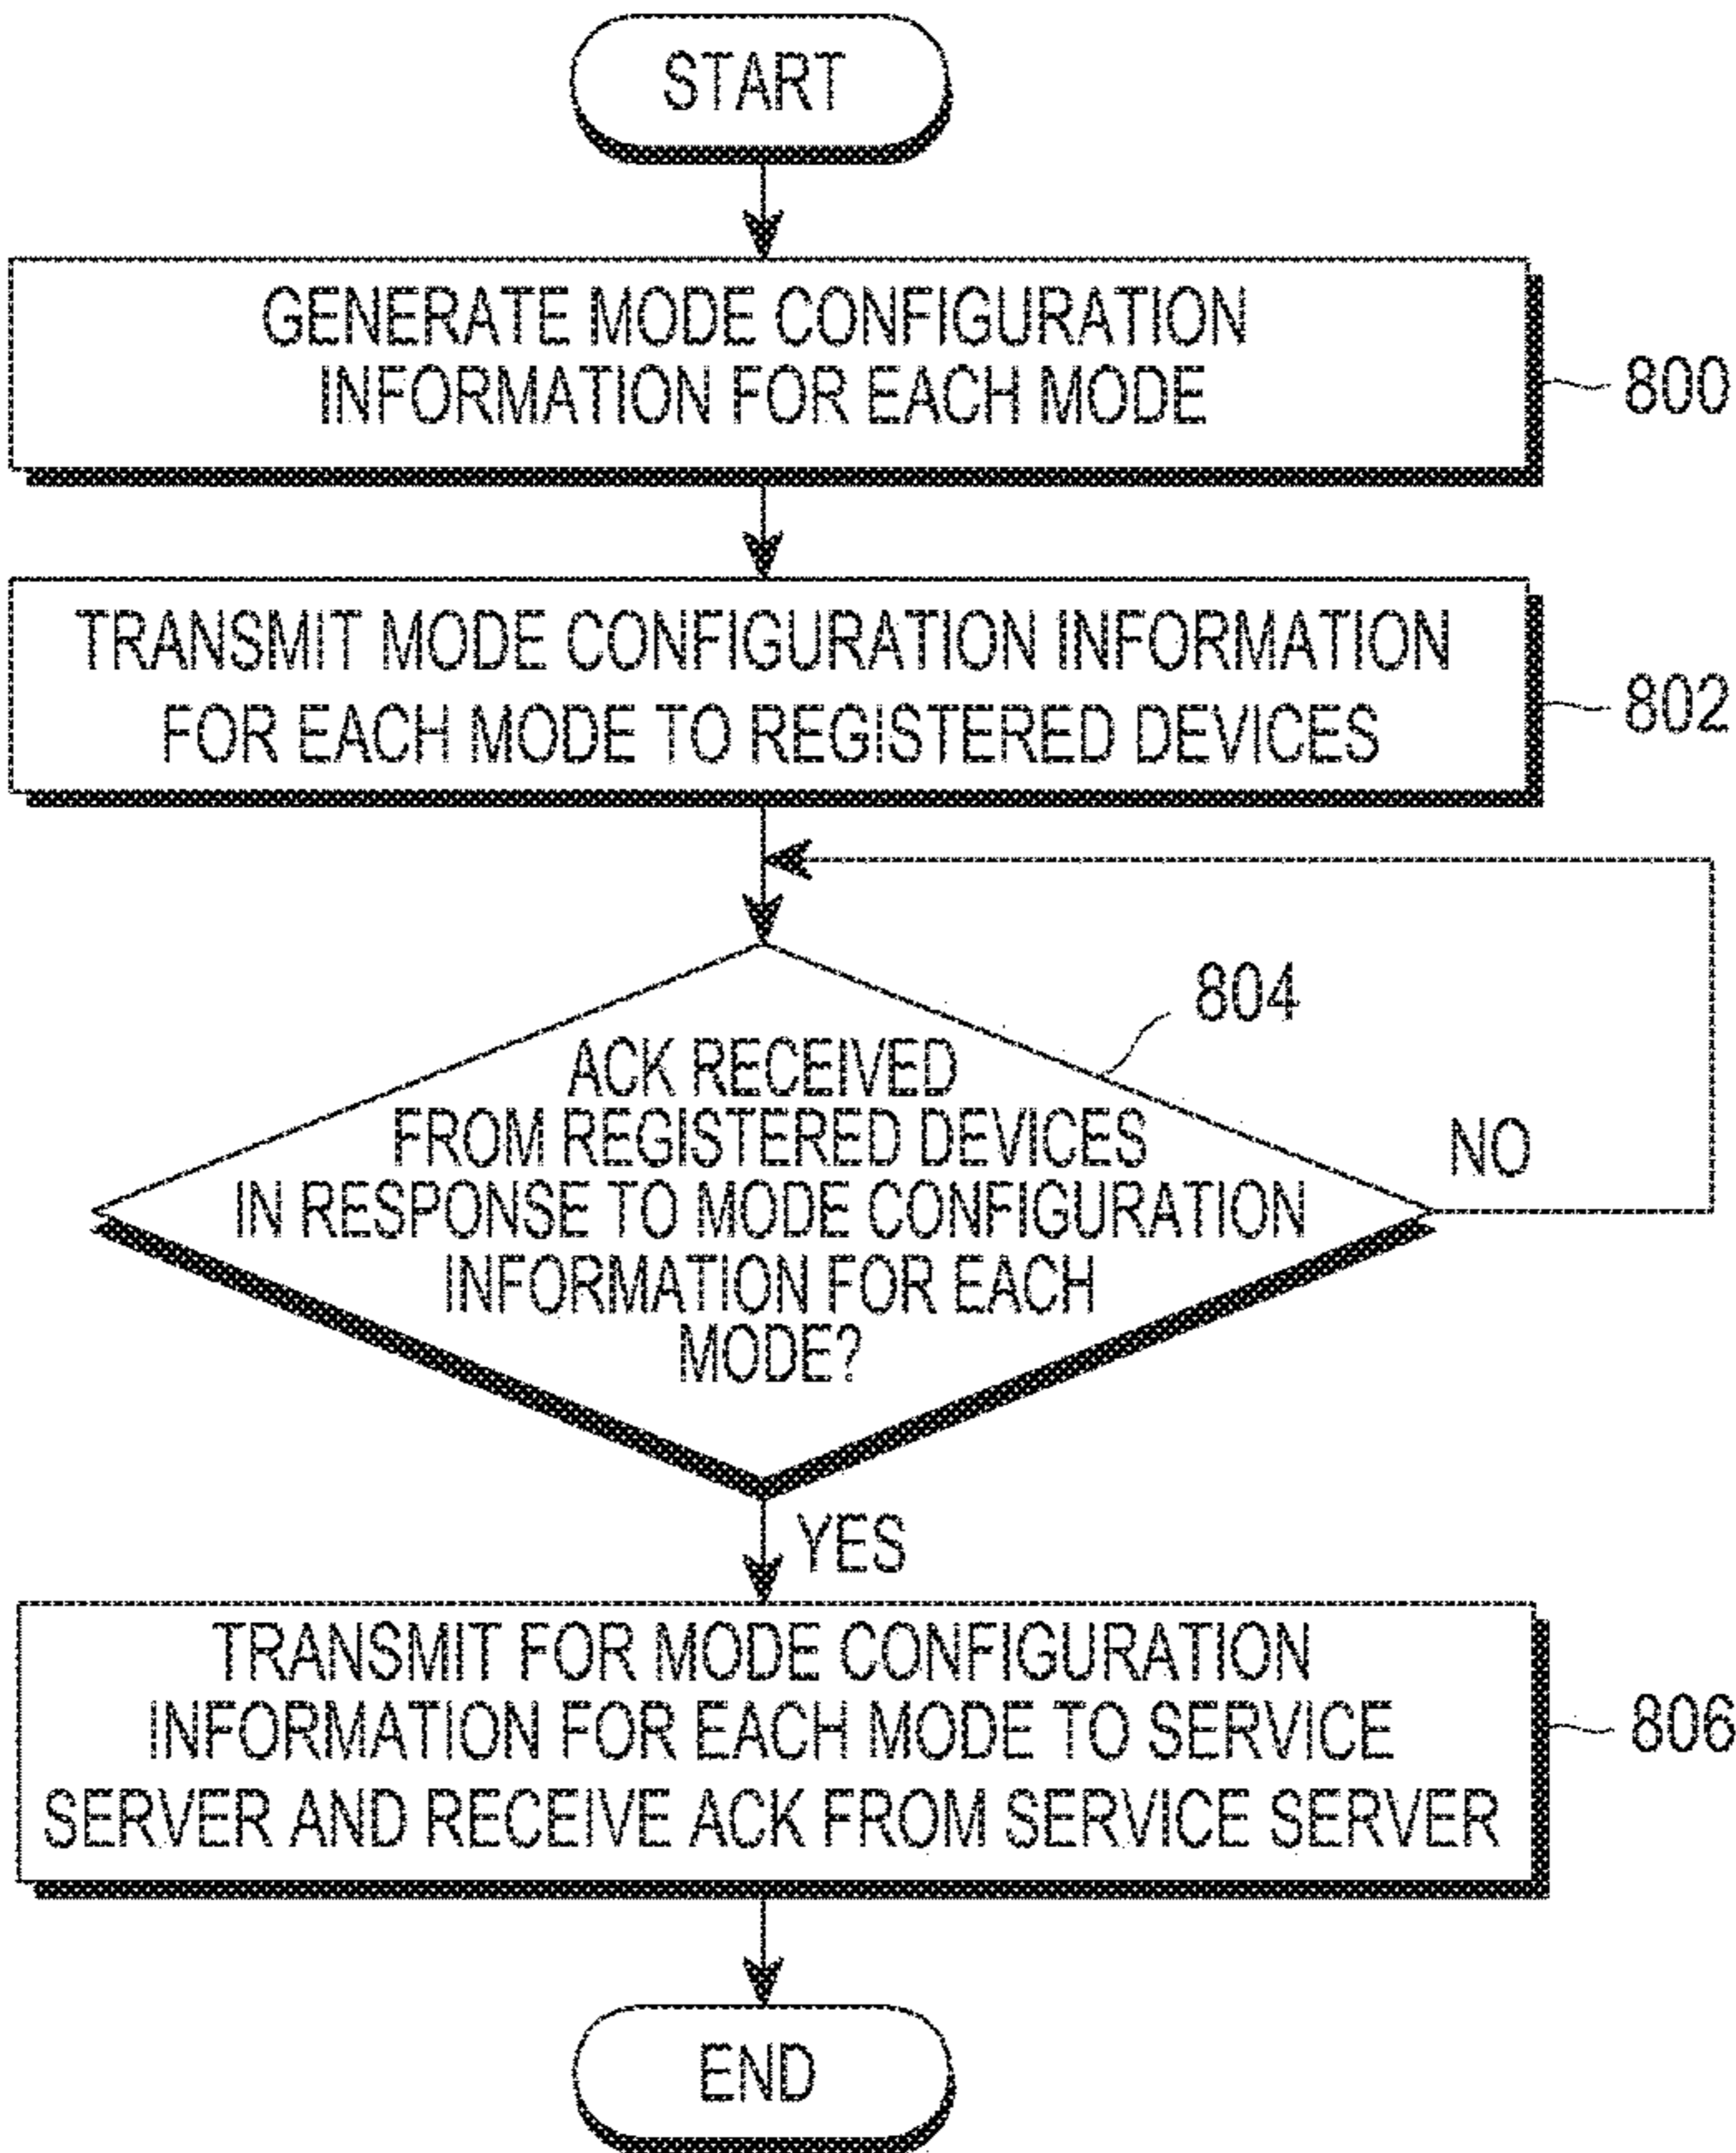 START
GENERATE MODE CONFIGURATION
INFORMATION FOR EACH MODE
800
TRANSMIT MODE CONFIGURATION INFORMATION
FOR EACH MODE TO REGISTERED DEVICES
802
804
ACK RECEIVED
FROM REGISTERED DEVICES
IN RESPONSE TO MODE CONFIGURATION
INFORMATION FOR EACH
MODE?
NO
YES
TRANSMIT FOR MODE CONFIGURATION
INFORMATION FOR EACH MODE TO SERVICE
SERVER AND RECEIVE ACK FROM SERVICE SERVER
806
END